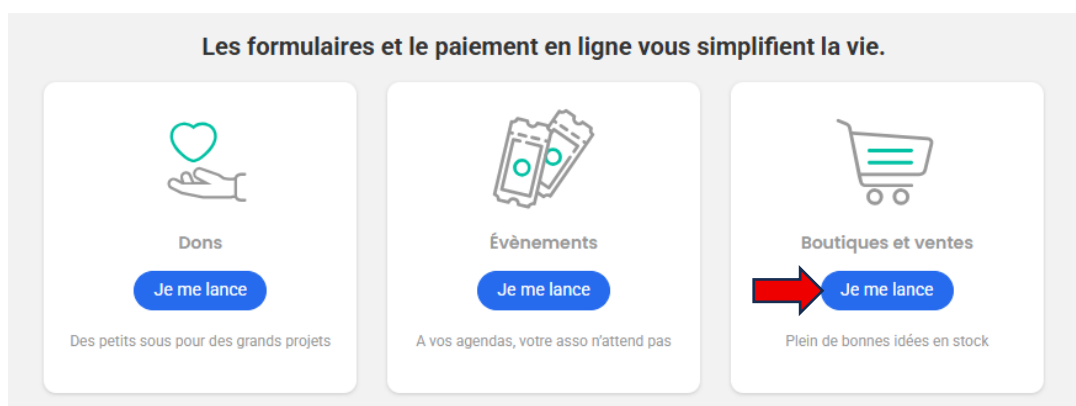 Les formulaires et le paiement en ligne vous simplifient la vie.
Dons
Je me lance
Des petits sous pour des grands projets
Évènements
Je me lance
A vos agendas, votre asso n'attend pas
Boutiques et ventes
Je me lance
Plein de bonnes idées en stock